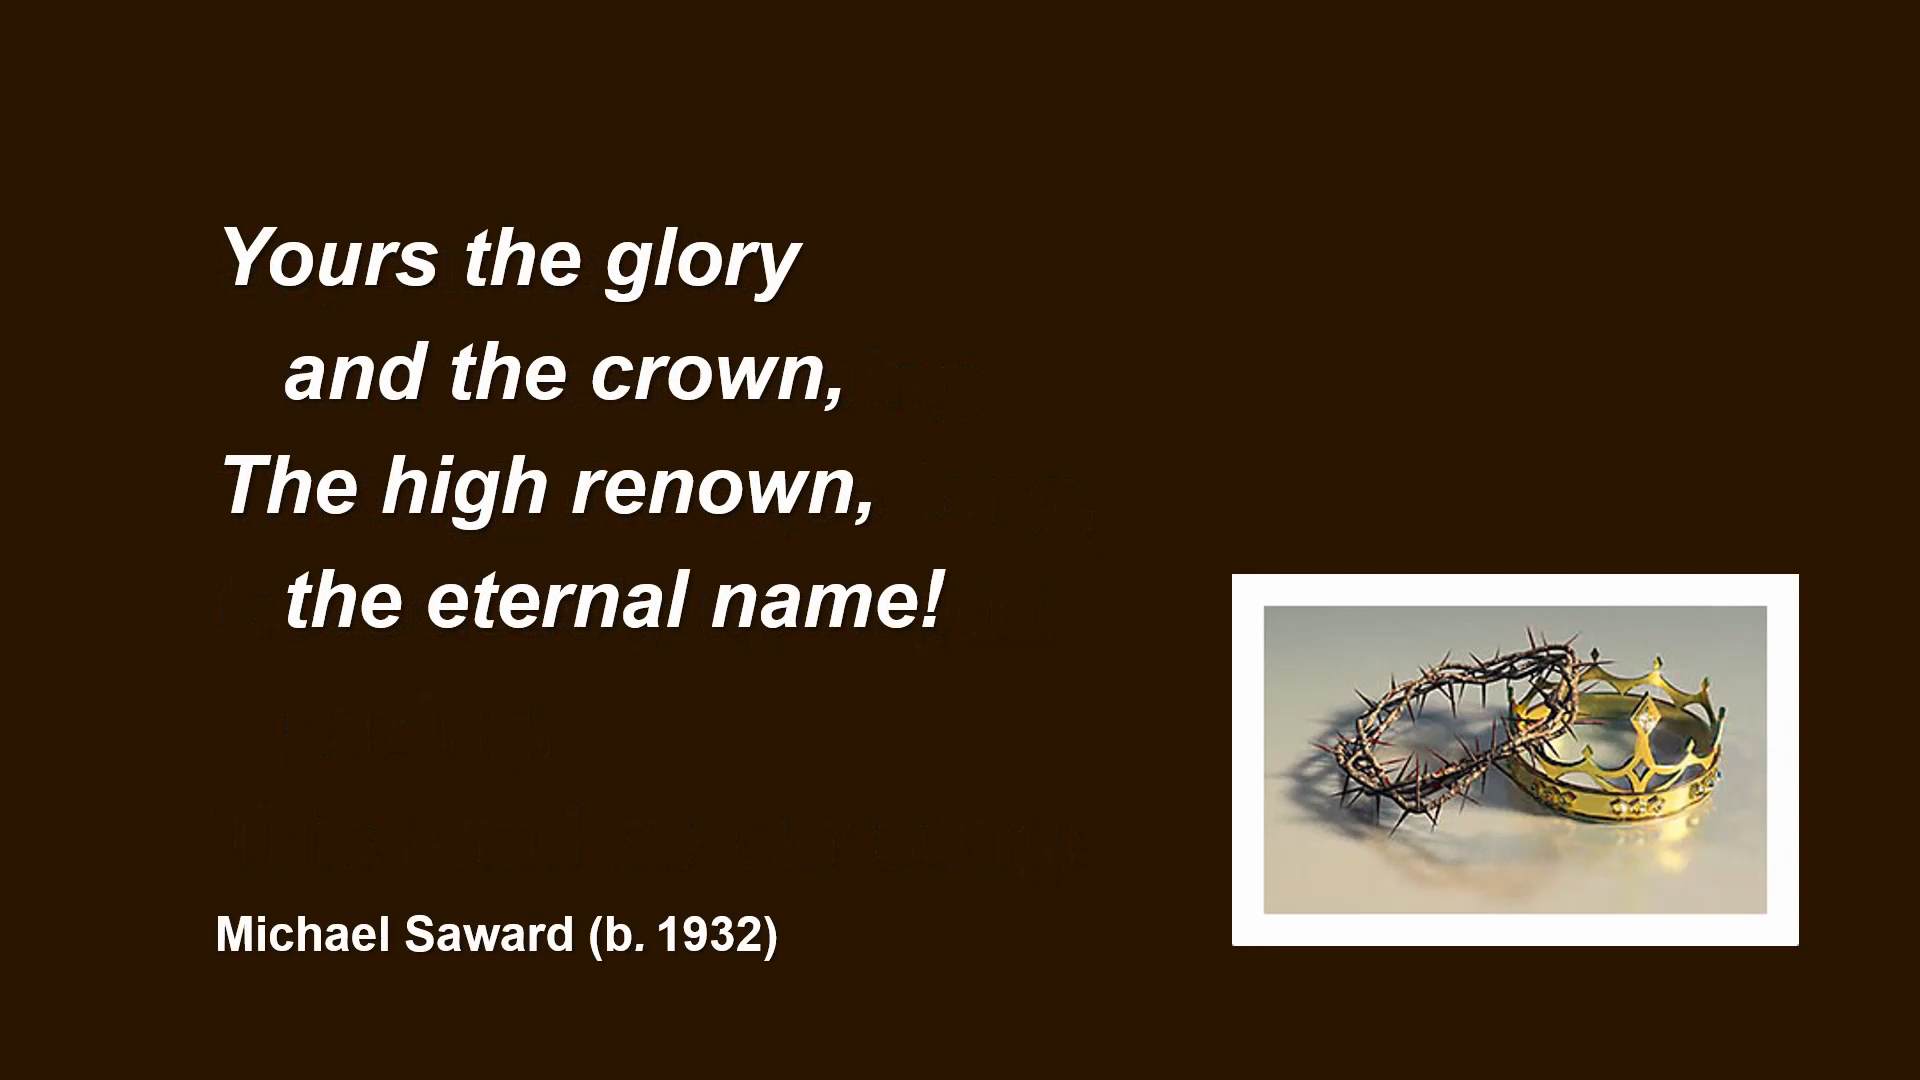 Yours the glory
and the crown,
The high renown,
the eternal name!
Michael Saward (b. 1932)